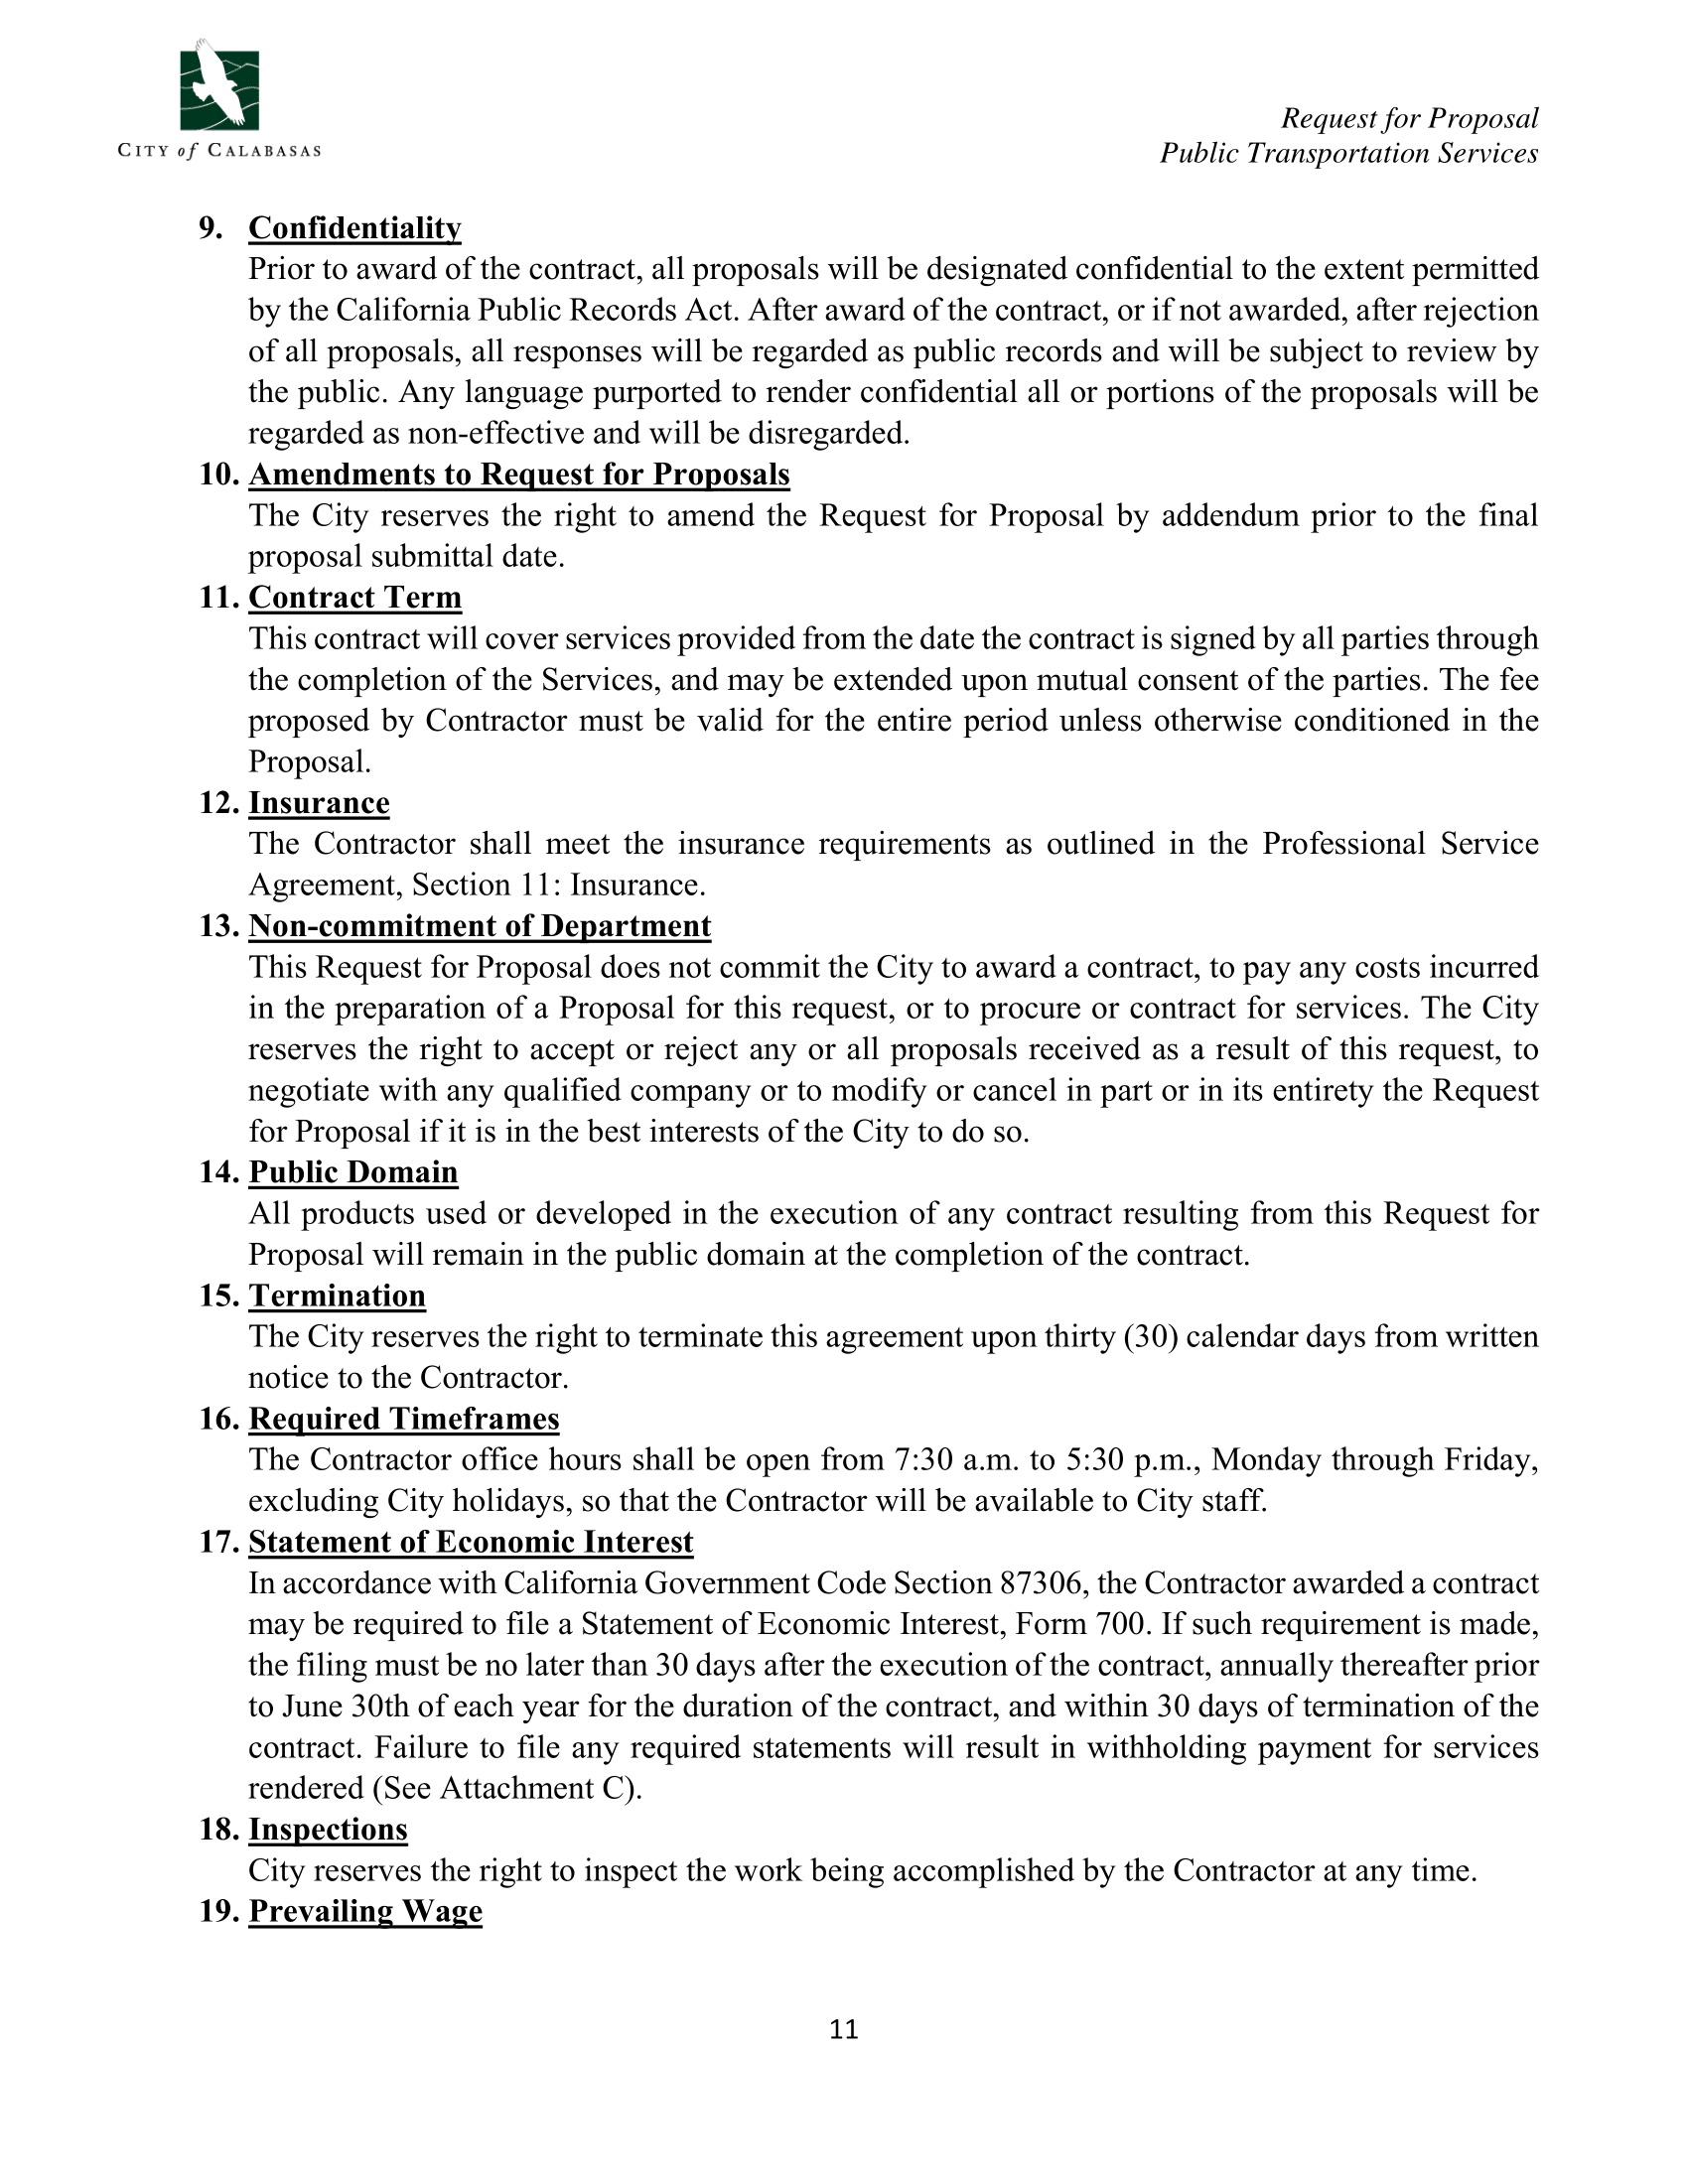 CITY of CALABASAS
Request for Proposal
Public Transportation Services
9. Confidentiality
Prior to award of the contract, all proposals will be designated confidential to the extent permitted
by the California Public Records Act. After award of the contract, or if not awarded, after rejection
of all proposals, all responses will be regarded as public records and will be subject to review by
the public. Any language purported to render confidential all or portions of the proposals will be
regarded as non-effective and will be disregarded.
10. Amendments to Request for Proposals
The City reserves the right to amend the Request for Proposal by addendum prior to the final
proposal submittal date.
11. Contract Term
This contract will cover services provided from the date the contract is signed by all parties through
the completion of the Services, and may be extended upon mutual consent of the parties. The fee
proposed by Contractor must be valid for the entire period unless otherwise conditioned in the
Proposal.
12. Insurance
The Contractor shall meet the insurance requirements as outlined in the Professional Service
Agreement, Section 11: Insurance.
13. Non-commitment of Department
This Request for Proposal does not commit the City to award a contract, to pay any costs incurred
in the preparation of a Proposal for this request, or to procure or contract for services. The City
reserves the right to accept or reject any or all proposals received as a result of this request, to
negotiate with any qualified company or to modify or cancel in part or in its entirety the Request
for Proposal if it is in the best interests of the City to do so.
14. Public Domain
All products used or developed in the execution of any contract resulting from this Request for
Proposal will remain in the public domain at the completion of the contract.
15. Termination
The City reserves the right to terminate this agreement upon thirty (30) calendar days from written
notice to the Contractor.
16. Required Timeframes
The Contractor office hours shall be open from 7:30 a.m. to 5:30 p.m., Monday through Friday,
excluding City holidays, so that the Contractor will be available to City staff.
17. Statement of Economic Interest
In accordance with California Government Code Section 87306, the Contractor awarded a contract
may be required to file a Statement of Economic Interest, Form 700. If such requirement is made,
the filing must be no later than 30 days after the execution of the contract, annually thereafter prior
to June 30th of each year for the duration of the contract, and within 30 days of termination of the
contract. Failure to file any required statements will result in withholding payment for services
rendered (See Attachment C).
18. Inspections
City reserves the right to inspect the work being accomplished by the Contractor at any time.
19. Prevailing Wage
11